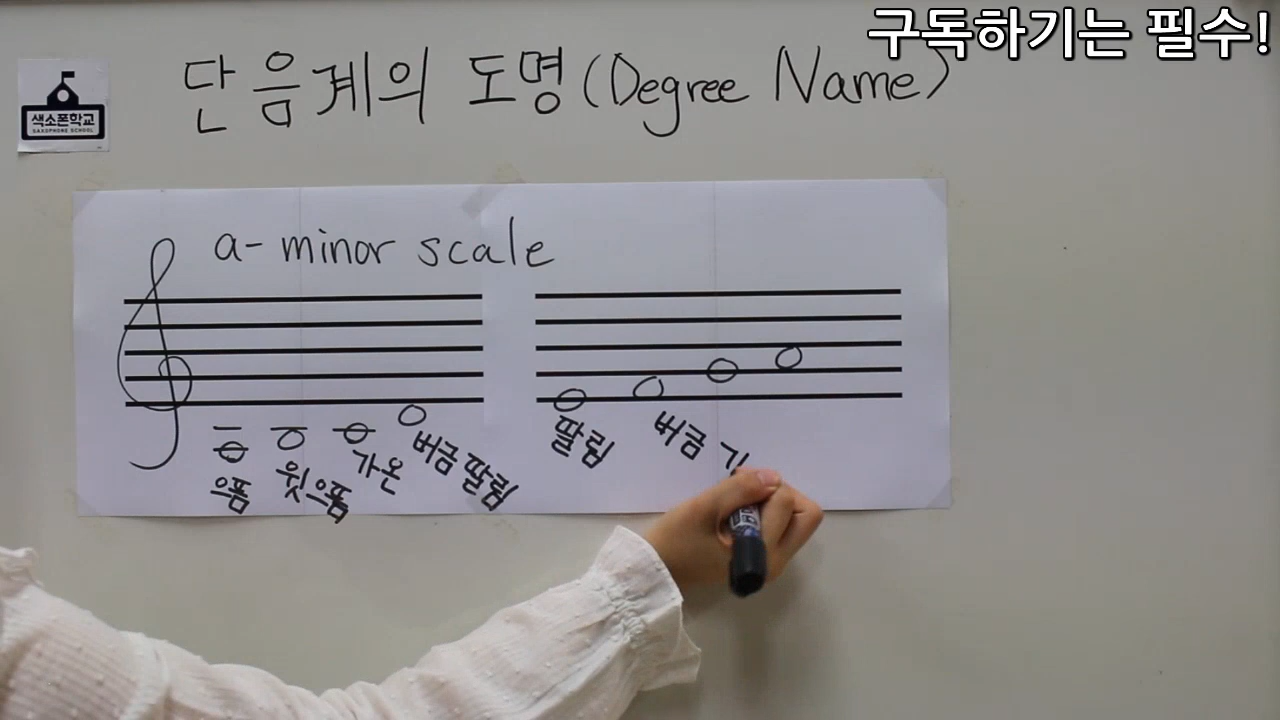 구독하기는 필수!
단음계의 도명(Degree Name)
색소폰학교
SAXOPHONE SCHOOL
a-minor scale
으뜸
윗으뜸
가온
버금딸림
딸림
버금